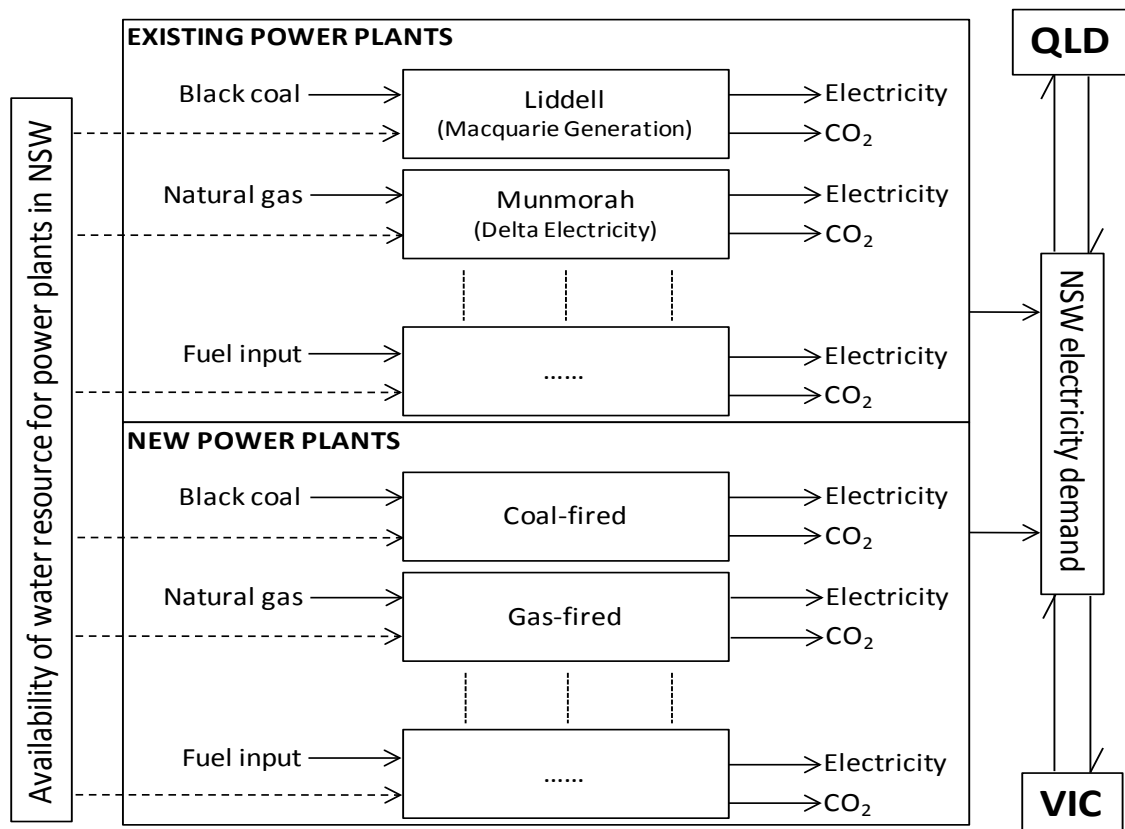 Availability of water resource for power plants in NSW
EXISTING POWER PLANTS
Black coal
Liddell
(Macquarie Generation)
Electricity
CO₂
Natural gas
Munmorah
(Delta Electricity)
Electricity
CO₂
Fuel input
......
Electricity
CO₂
NEW POWER PLANTS
Black coal
Coal-fired
Electricity
CO₂
Natural gas
Gas-fired
Electricity
CO₂
Fuel input
......
Electricity
CO₂
QLD
NSW electricity demand
VIC